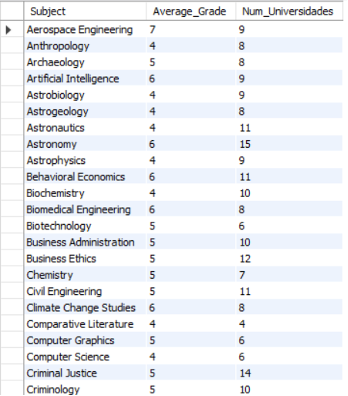 Subject Average_Grade Num_Universidades
Aerospace Engineering 7 9
Anthropology 4 8
Archaeology 5 8
Artificial Intelligence 6 9
Astrobiology 4 9
Astrogeology 4 8
Astronautics 4 11
Astronomy 6 15
Astrophysics 4 9
Behavioral Economics 6 11
Biochemistry 4 10
Biomedical Engineering 6 8
Biotechnology 5 6
Business Administration 5 10
Business Ethics 5 12
Chemistry 5 7
Civil Engineering 5 11
Climate Change Studies 6 8
Comparative Literature 4 4
Computer Graphics 5 6
Computer Science 4 6
Criminal Justice 5 14
Criminology 5 10